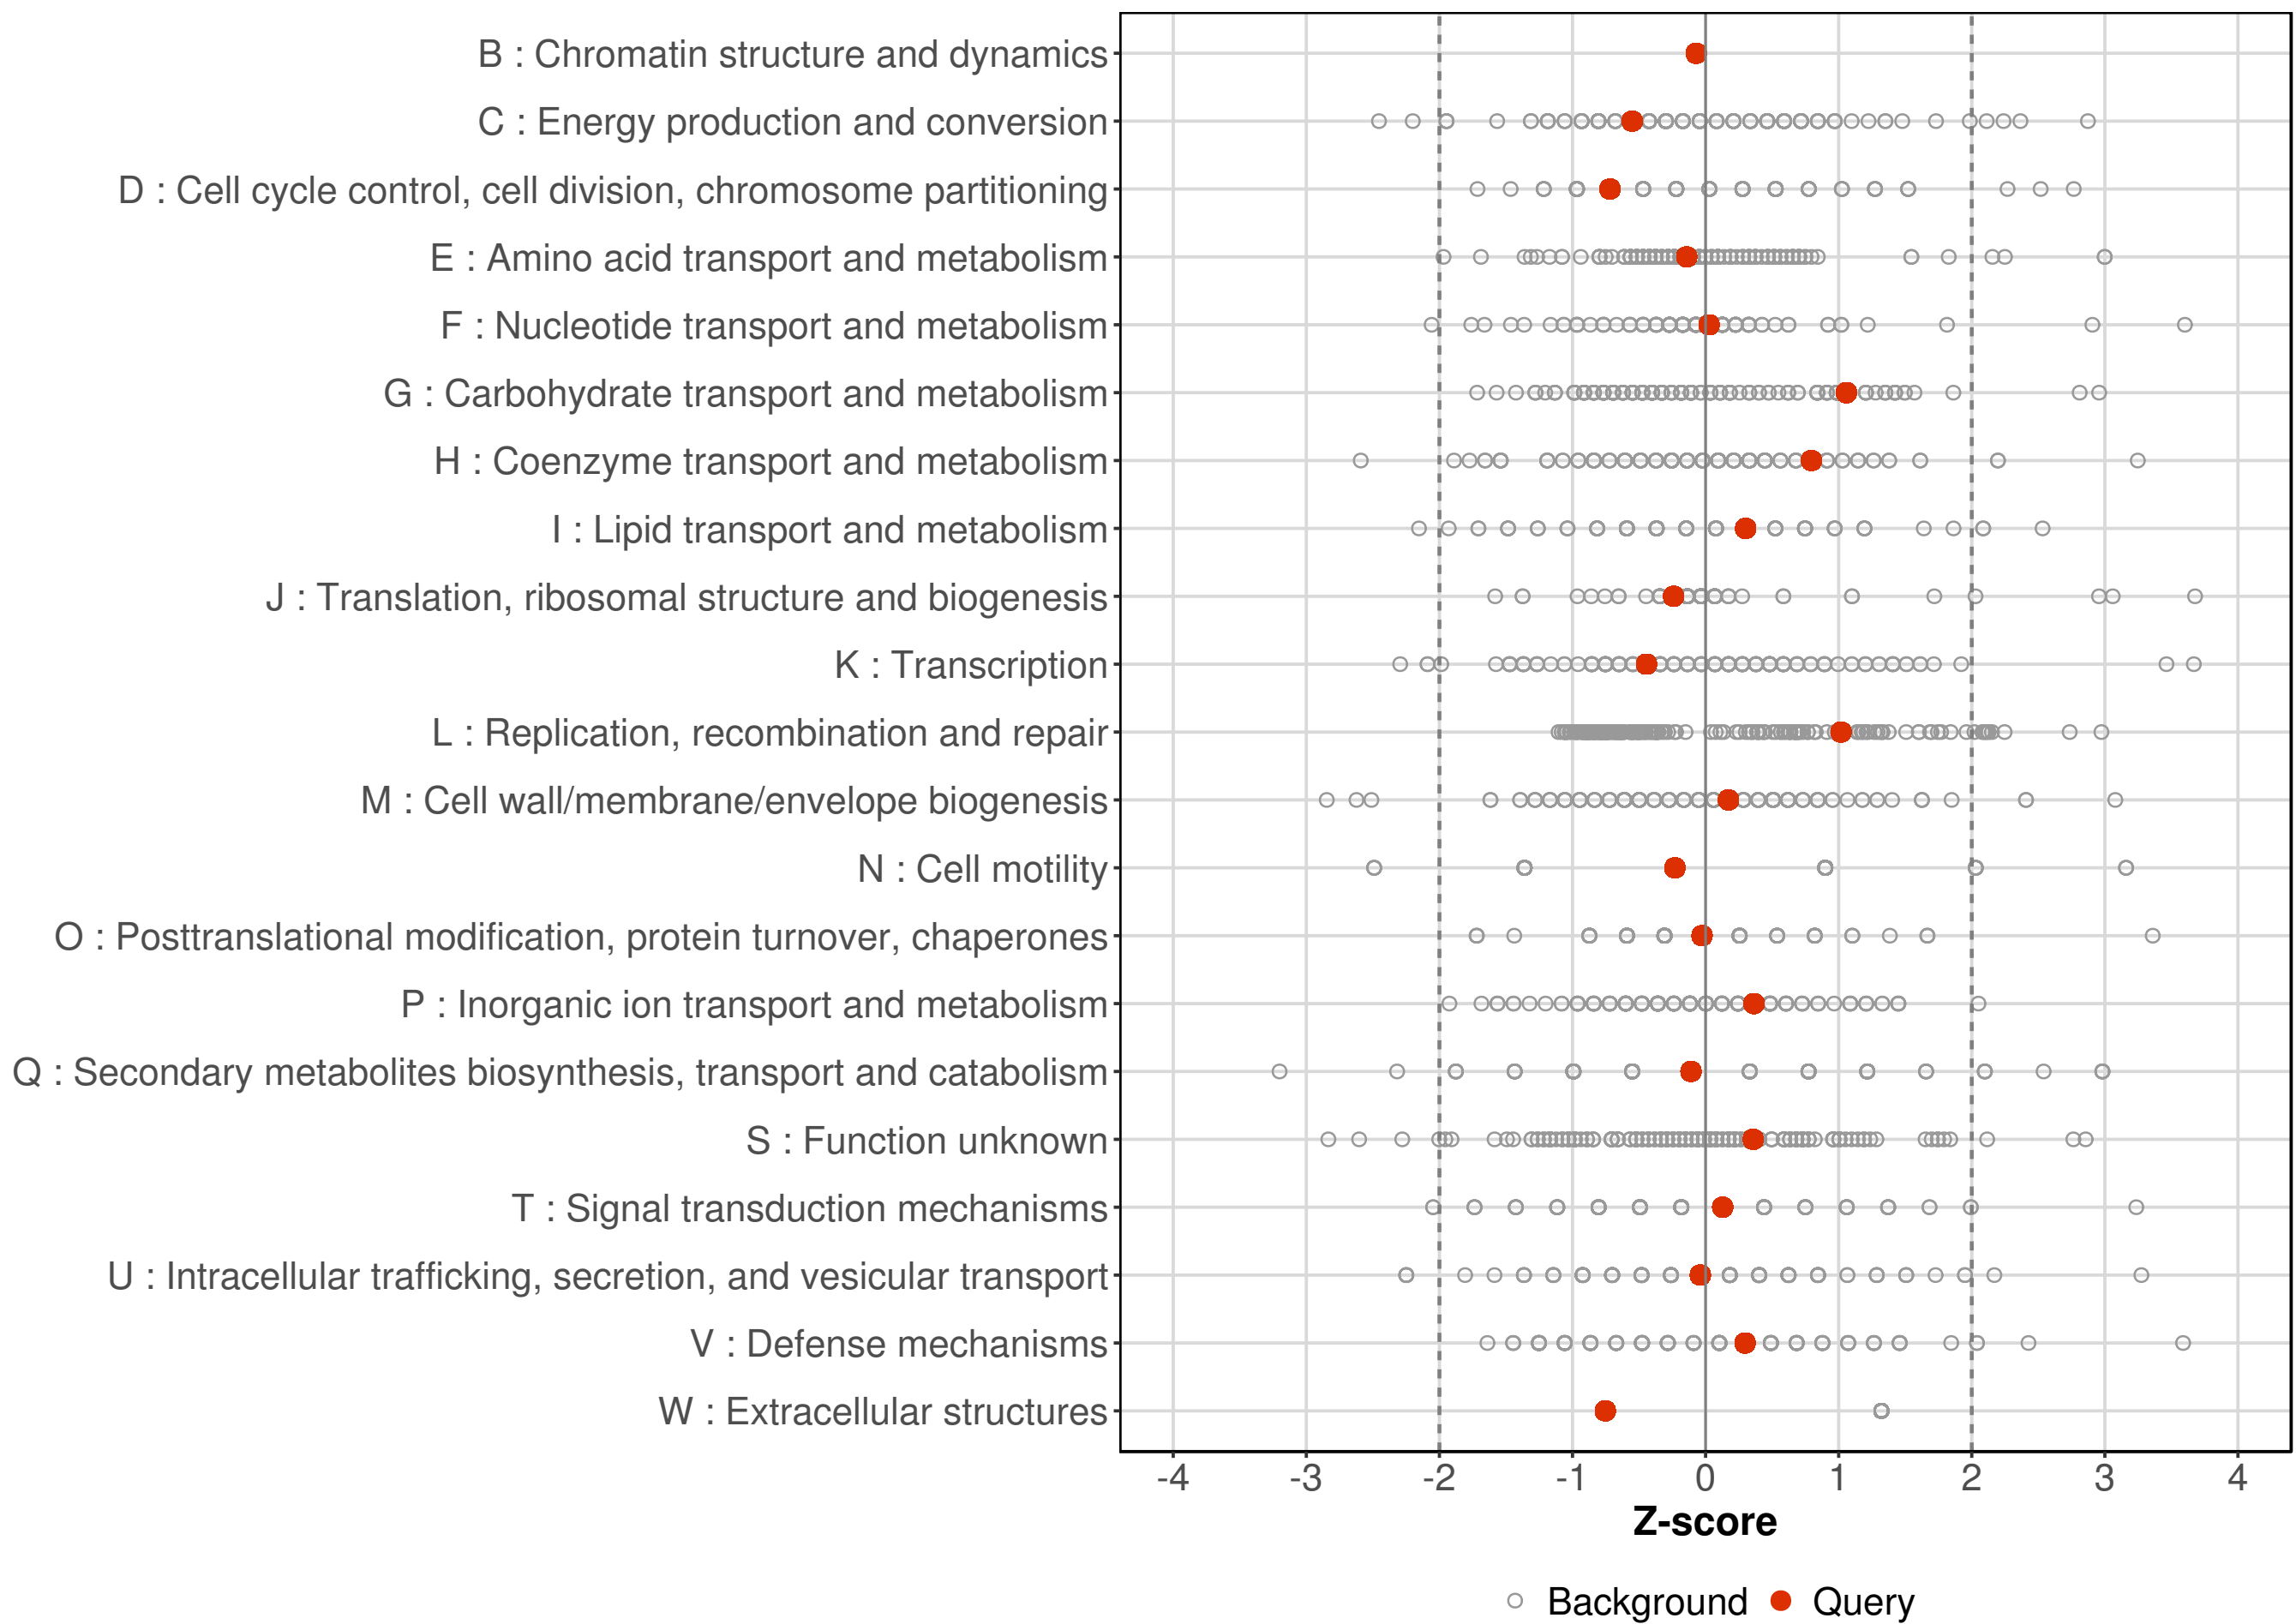 B : Chromatin structure and dynamics
C : Energy production and conversion
D : Cell cycle control, cell division, chromosome partitioning
E : Amino acid transport and metabolism
F : Nucleotide transport and metabolism
G : Carbohydrate transport and metabolism
H : Coenzyme transport and metabolism
I : Lipid transport and metabolism
J : Translation, ribosomal structure and biogenesis
K : Transcription
L : Replication, recombination and repair
M : Cell wall/membrane/envelope biogenesis
N : Cell motility
O : Posttranslational modification, protein turnover, chaperones
P : Inorganic ion transport and metabolism
Q : Secondary metabolites biosynthesis, transport and catabolism
S : Function unknown
T : Signal transduction mechanisms
U : Intracellular trafficking, secretion, and vesicular transport
V : Defense mechanisms
W : Extracellular structures
-4 -3 -2 -1 0 1 2 3 4
Z-score
Background Query